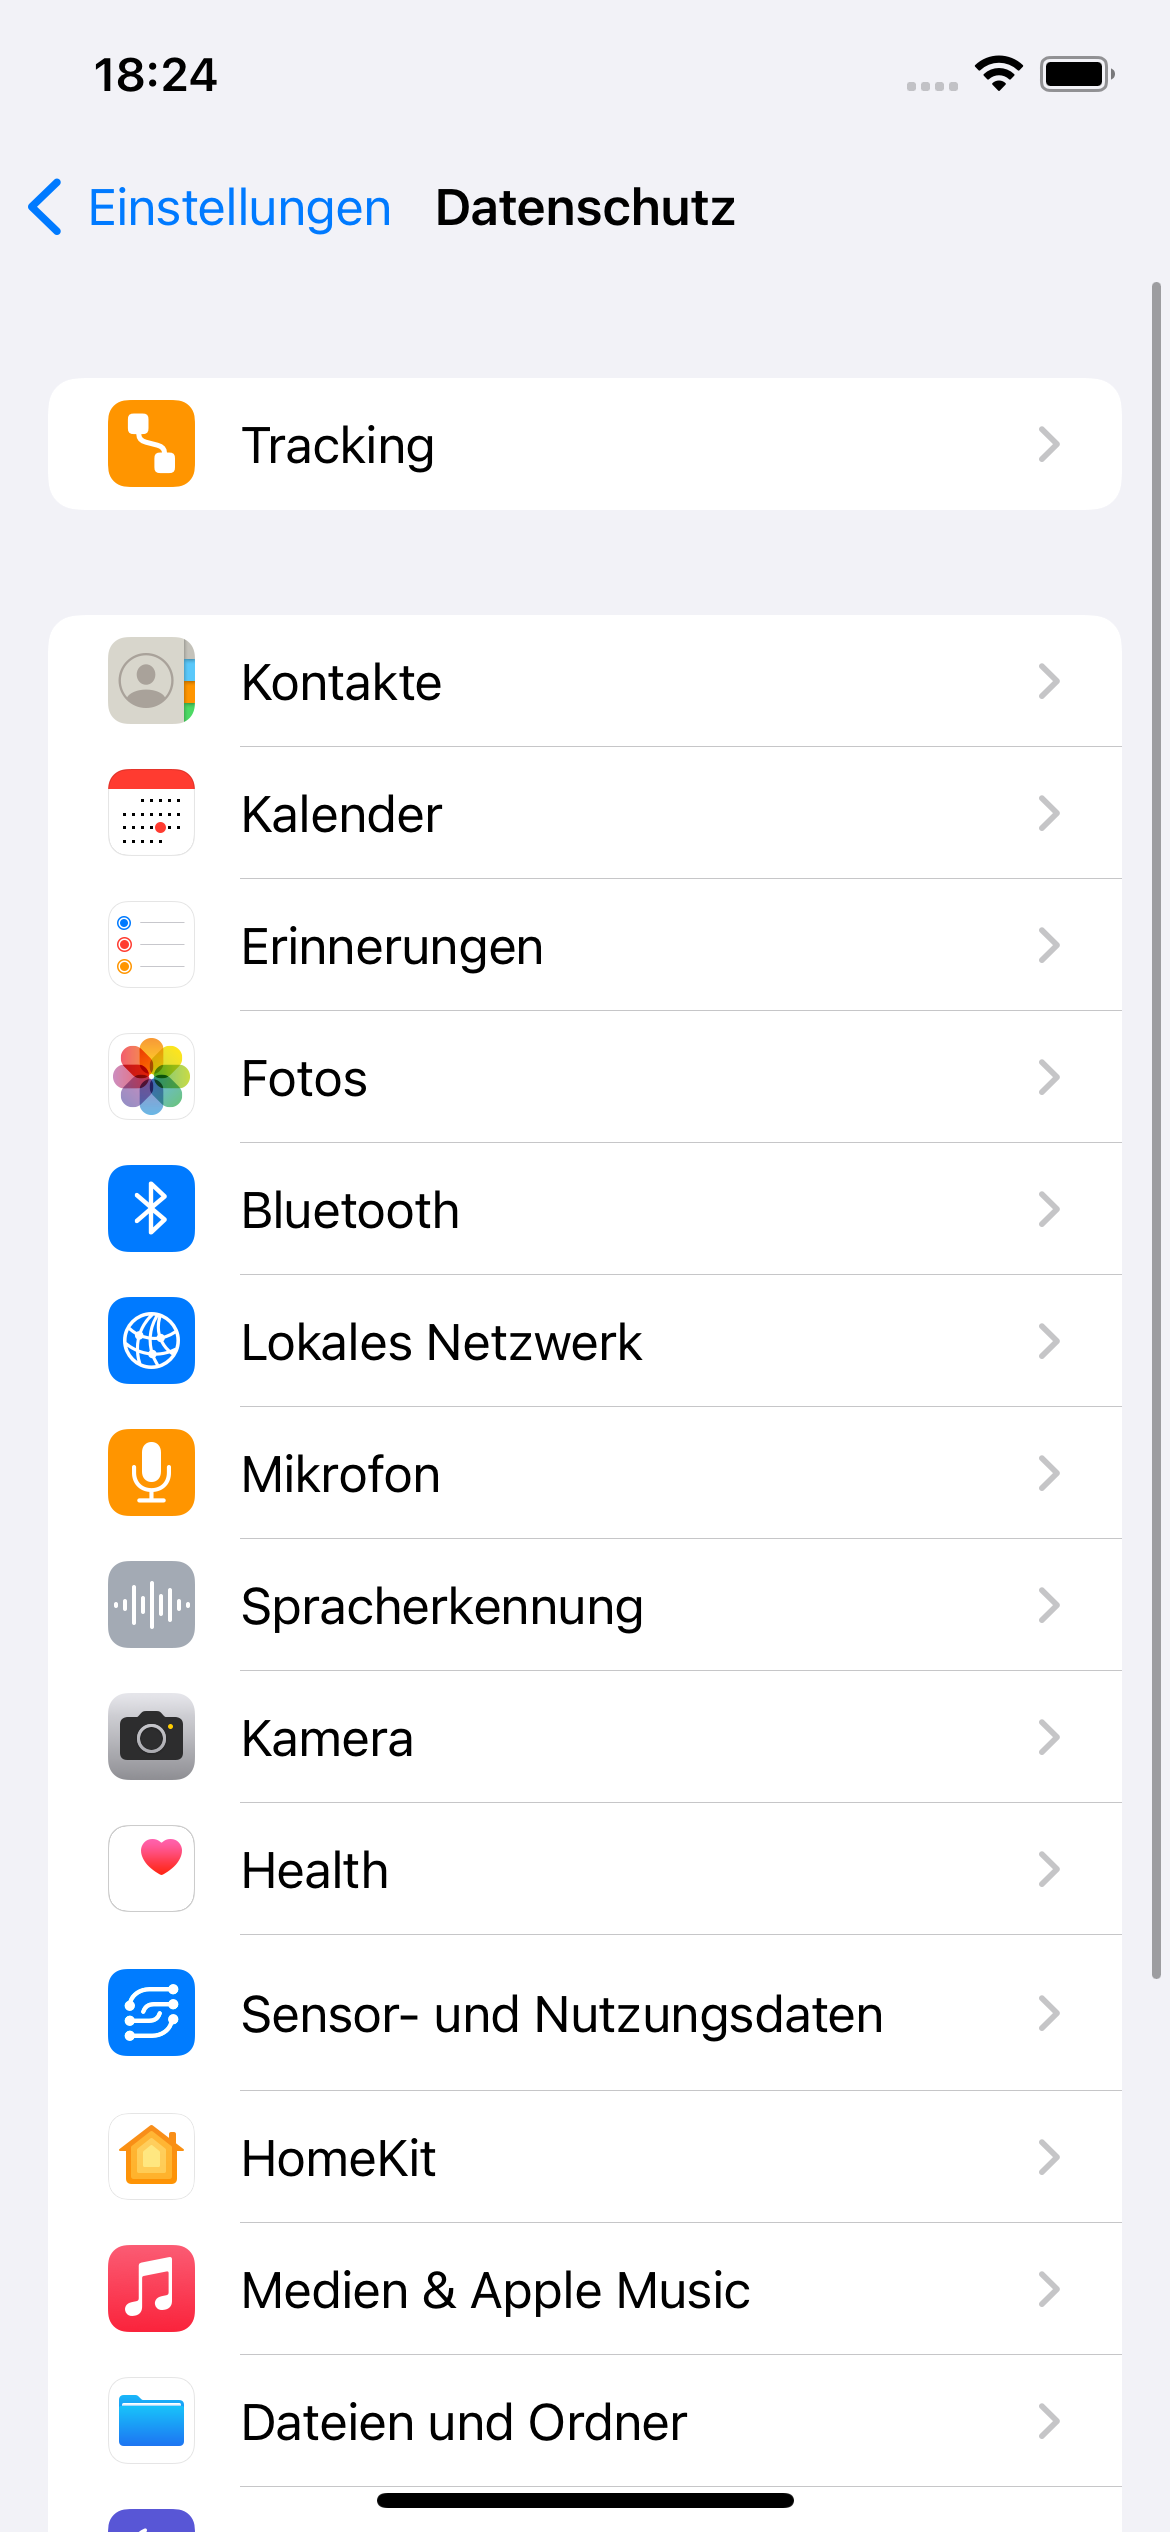 18:24
Einstellungen Datenschutz
Tracking
Kontakte
Kalender
Erinnerungen
Fotos
Bluetooth
Lokales Netzwerk
Mikrofon
Spracherkennung
Kamera
Health
Sensor- und Nutzungsdaten
HomeKit
Medien & Apple Music
Dateien und Ordner